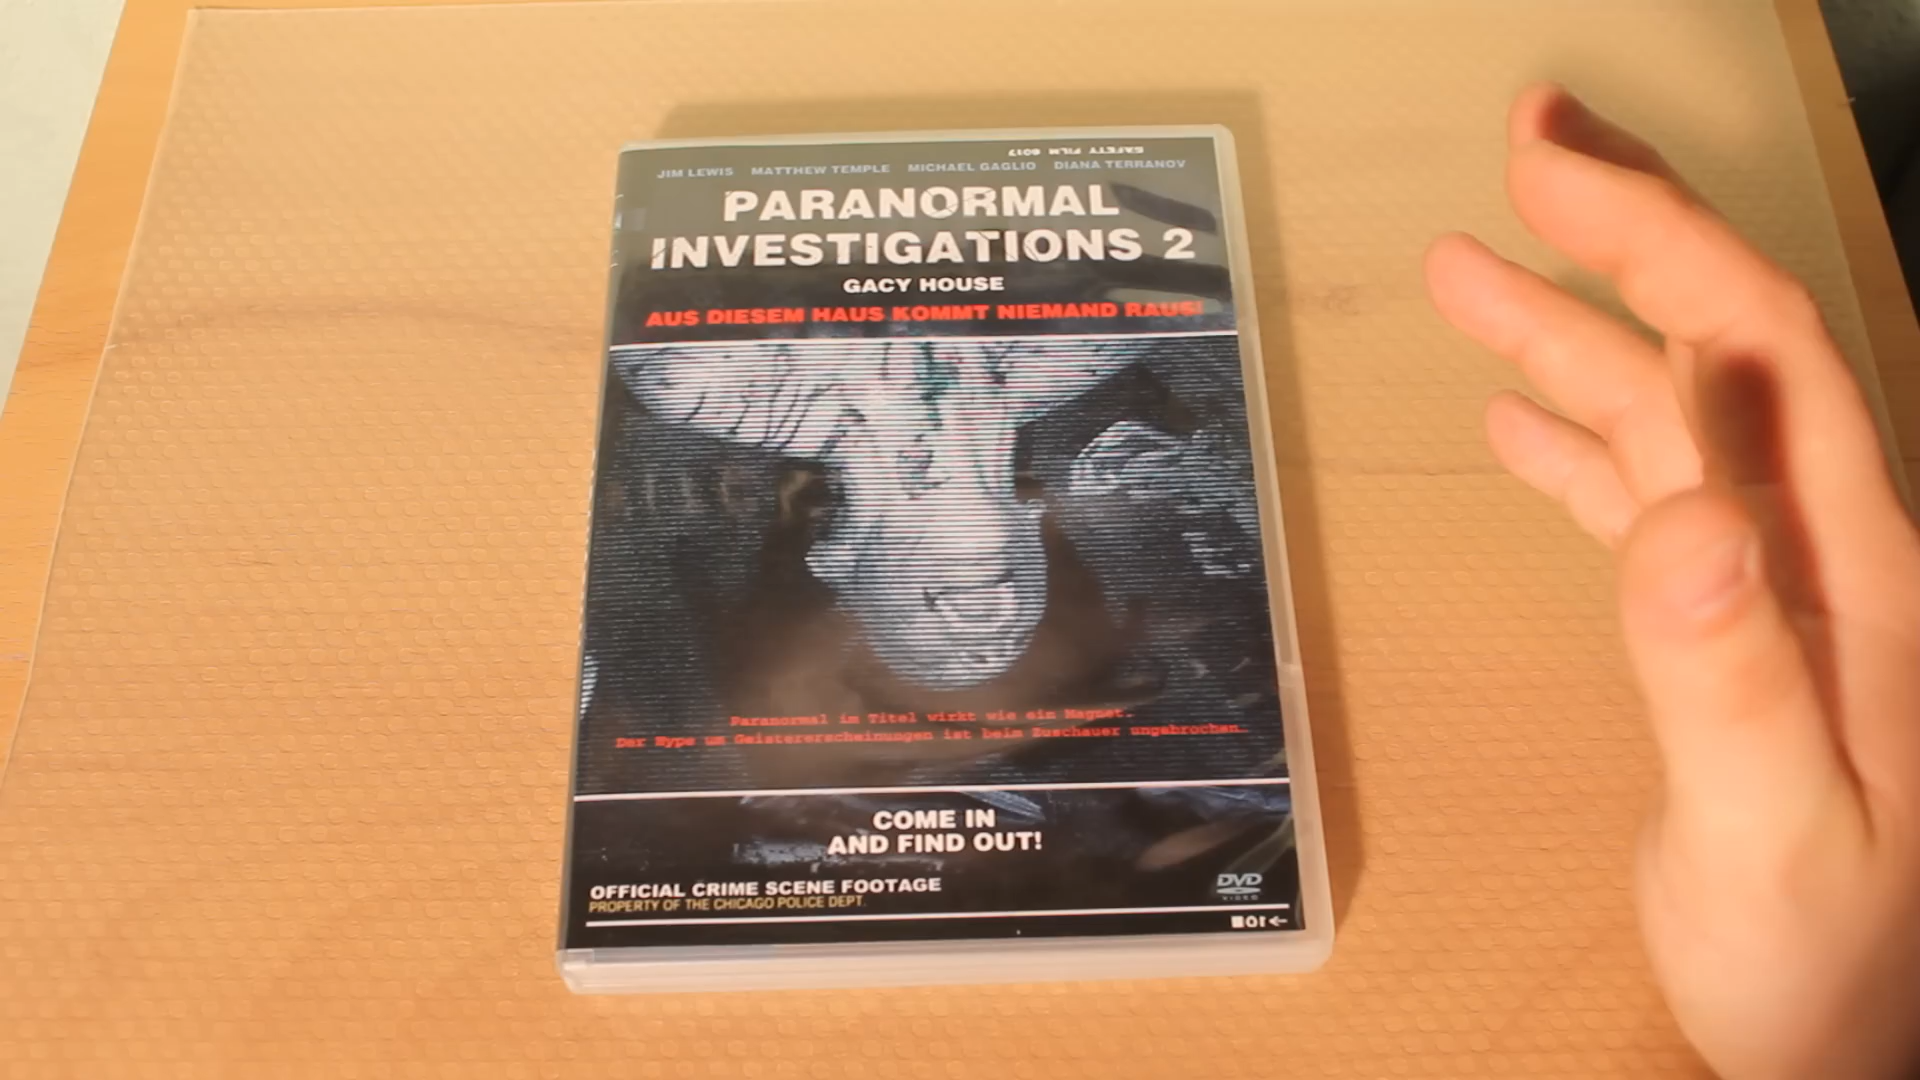 SAFETY FILM 6017
JIM LEWIS MATTHEW TEMPLE MICHAEL GAGLIO DIANA TERRANOV
PARANORMAL
INVESTIGATIONS 2
GACY HOUSE
AUS DIESEM HAUS KOMMT NIEMAND RAUS!
Paranormal im Titel wirkt wie ein Magnet.
Der Hype um Geistererscheinungen ist beim Zuschauer ungebrochen…
COME IN
AND FIND OUT!
OFFICIAL CRIME SCENE FOOTAGE
PROPERTY OF THE CHICAGO POLICE DEPT.
DVD
VIDEO